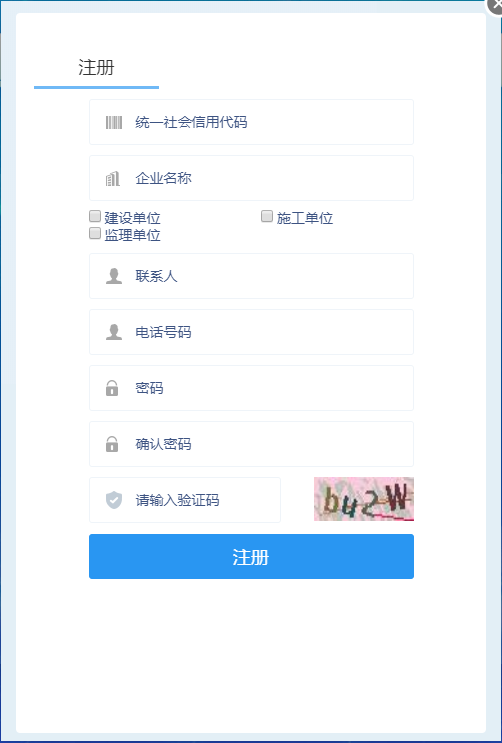 注册
统一社会信用代码
企业名称
建设单位 施工单位
监理单位
联系人
电话号码
密码
确认密码
请输入验证码 bu2W
注册